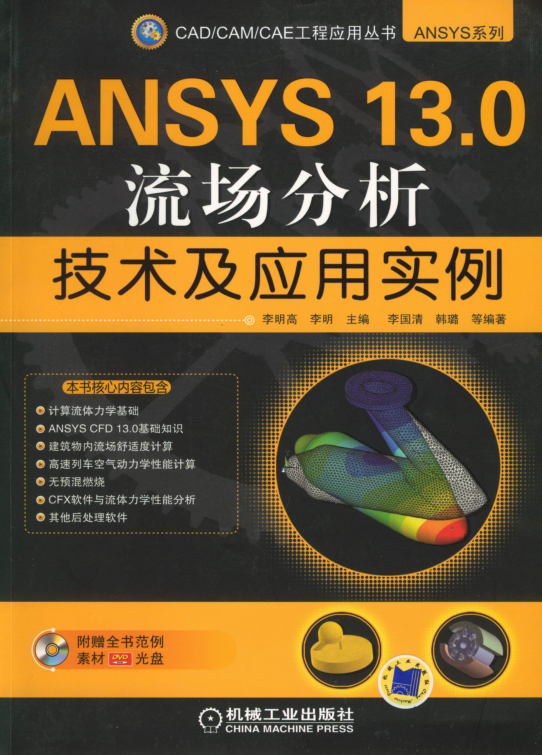 CAD/CAM/CAE工程应用丛书
ANSYS系列
ANSYS 13.0
流场分析
技术及应用实例
李明高 李明 主编 李国清 韩璐 等编著
本书核心内容包含
计算流体力学基础
ANSYS CFD 13.0基础知识
建筑物内流场舒适度计算
高速列车空气动力学性能计算
无预混燃烧
CFX软件与流体力学性能分析
其他后处理软件
附赠全书范例
素材 DVD 光盘
机械工业出版社
CHINA MACHINE PRESS